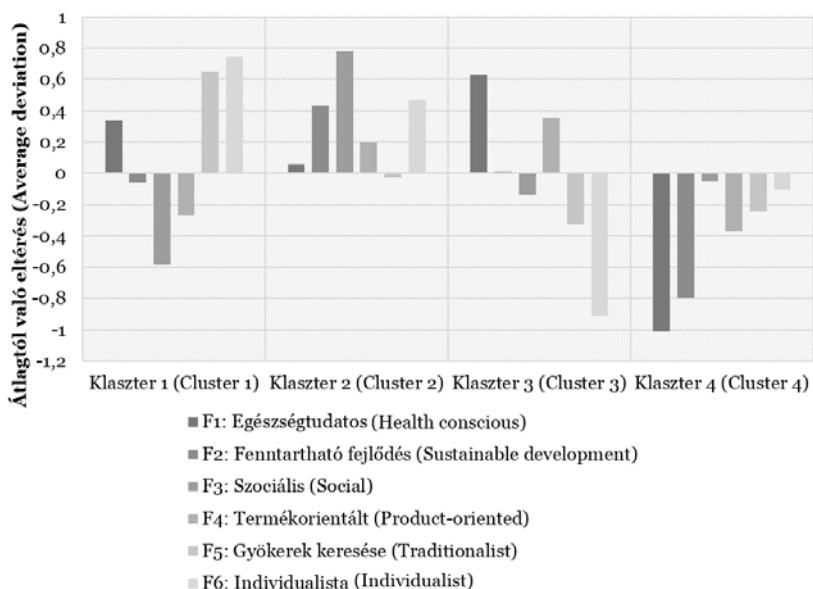 Átlagtól való eltérés (Average deviation)
1
0,8
0,6
0,4
0,2
0
-0,2
-0,4
-0,6
-0,8
-1
-1,2
Klaszter 1 (Cluster 1) Klaszter 2 (Cluster 2) Klaszter 3 (Cluster 3) Klaszter 4 (Cluster 4)
F1: Egészségtudatos (Health conscious)
F2: Fenntartható fejlődés (Sustainable development)
F3: Szociális (Social)
F4: Termékorientált (Product-oriented)
F5: Gyökerek keresése (Traditionalist)
F6: Individualista (Individualist)